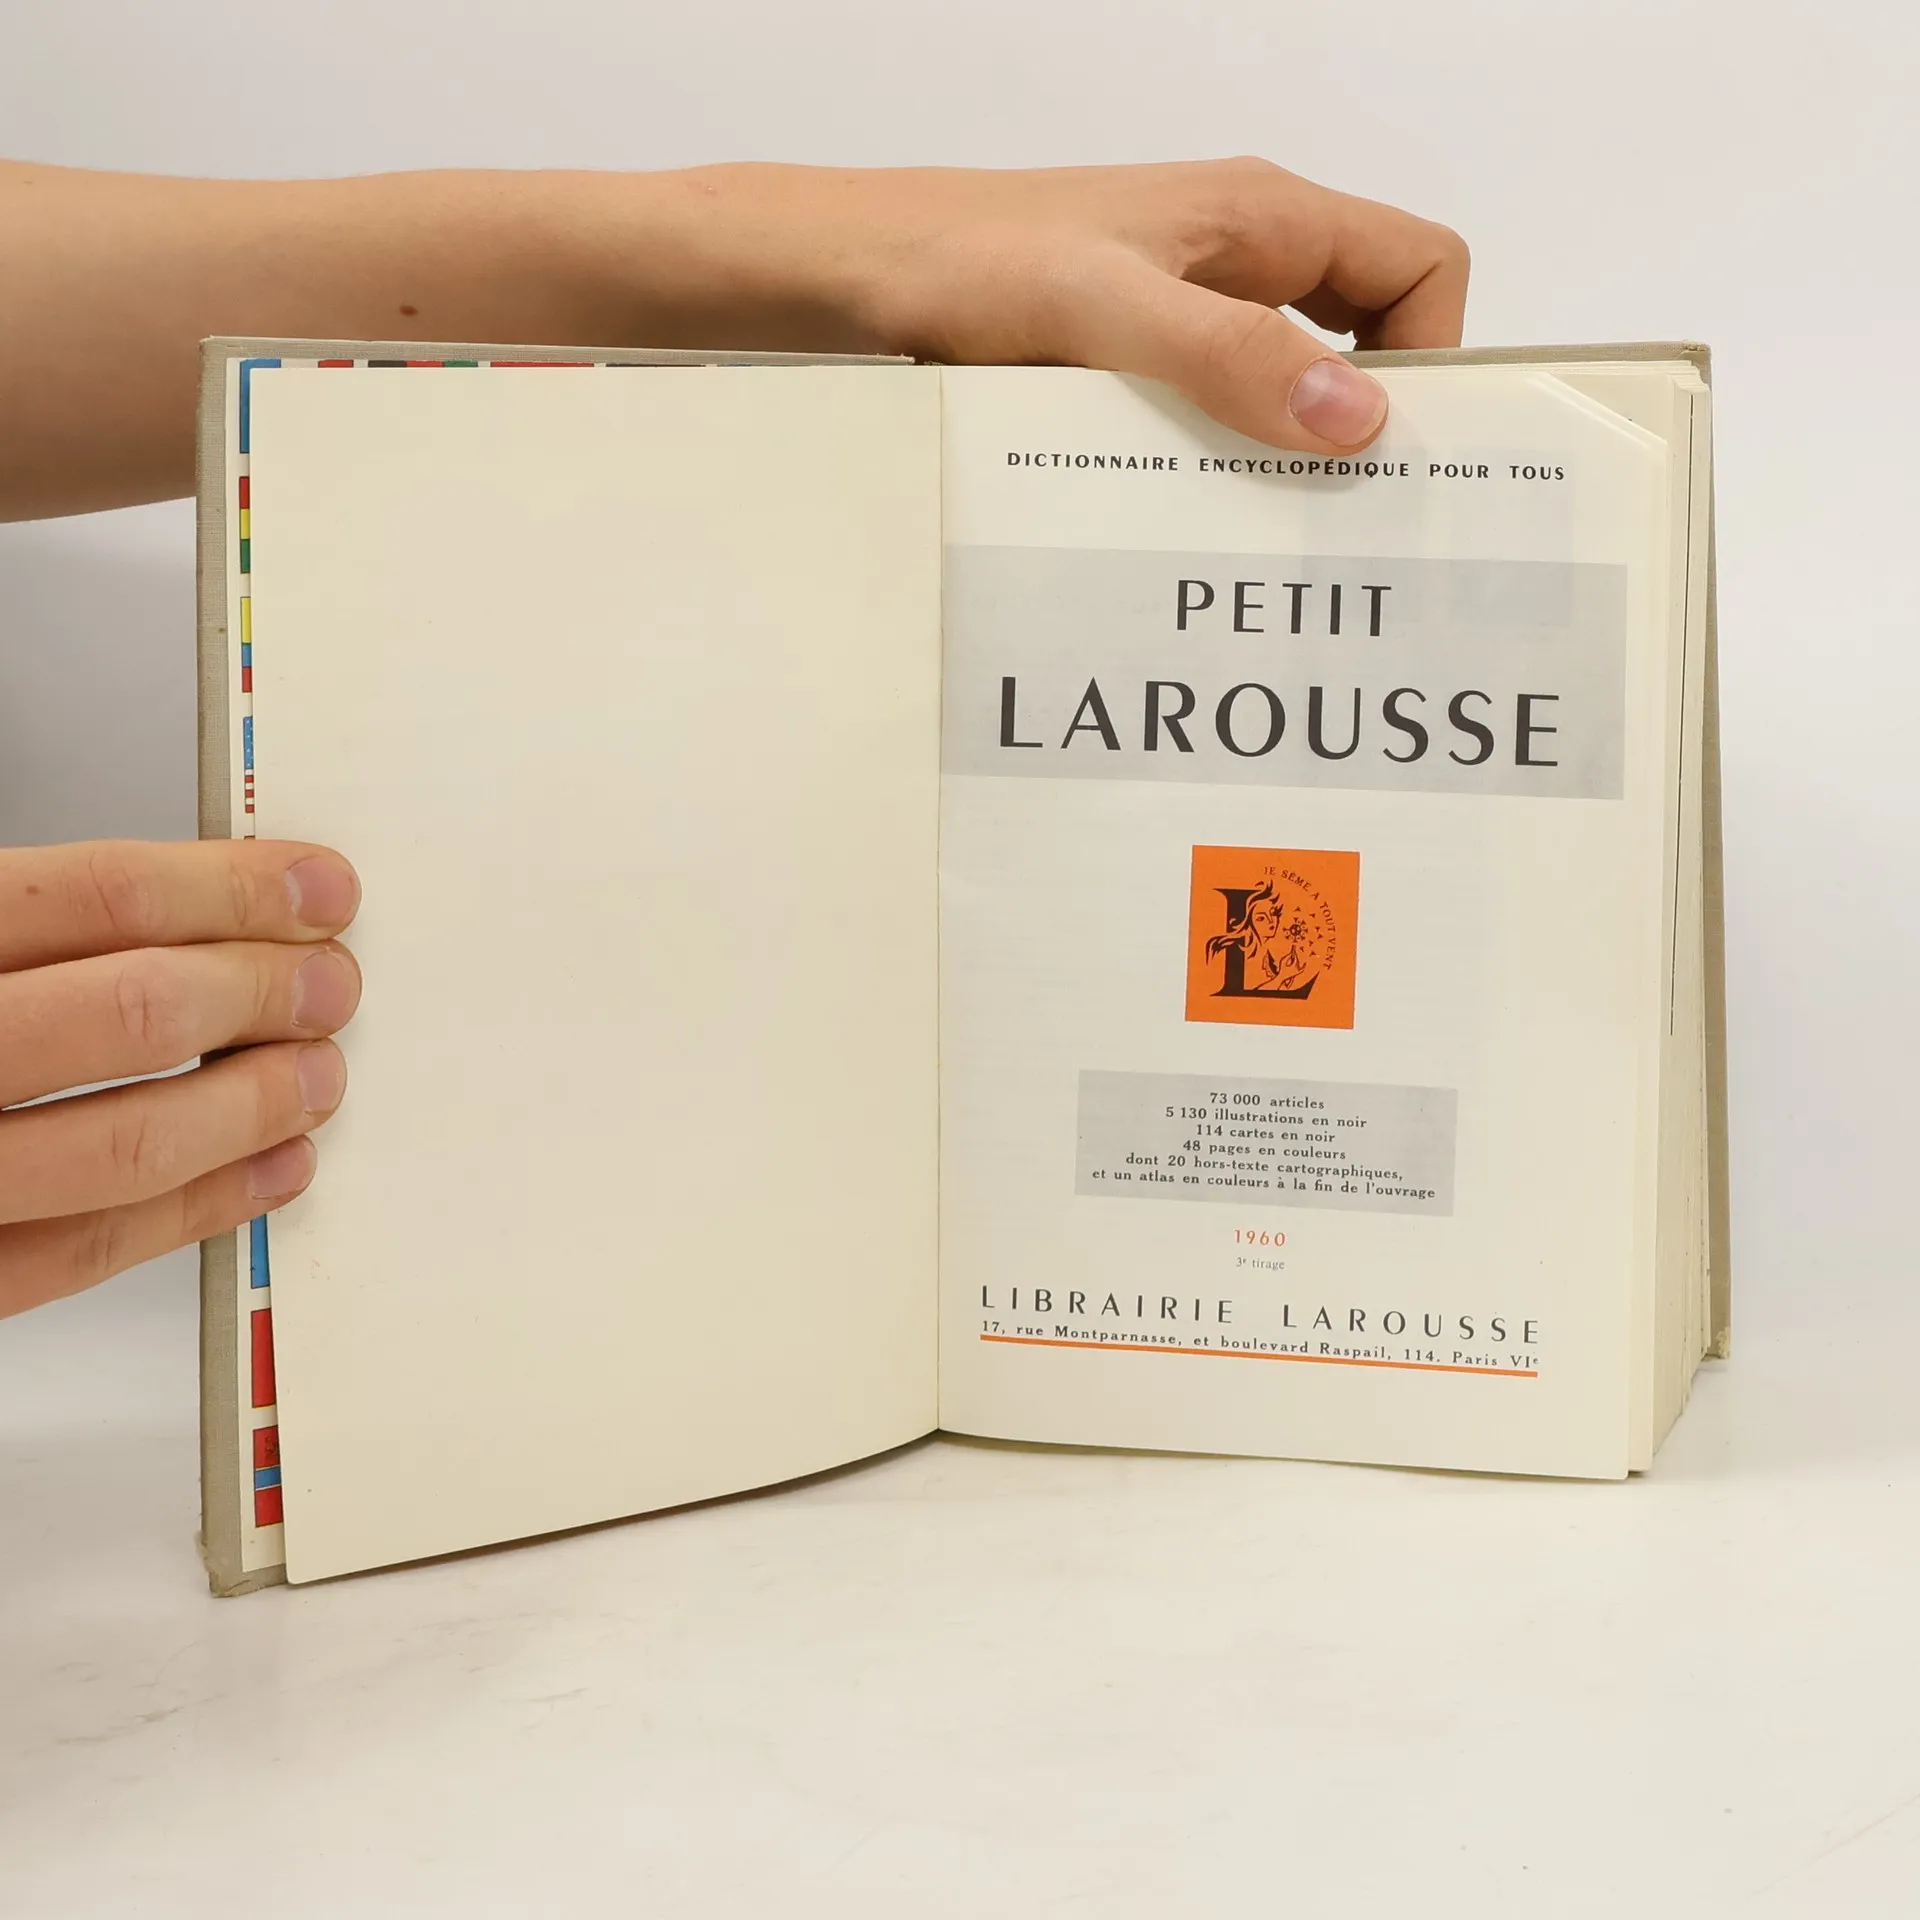 DICTIONNAIRE ENCYCLOPÉDIQUE POUR TOUS
PETIT
LAROUSSE
JE SÈME A TOUT VENT
L
73 000 articles
5 130 illustrations en noir
114 cartes en noir
48 pages en couleurs
dont 20 hors-texte cartographiques,
et un atlas en couleurs à la fin de l'ouvrage
1960
3e tirage
LIBRAIRIE LAROUSSE
17, rue Montparnasse, et boulevard Raspail, 114. Paris VIe